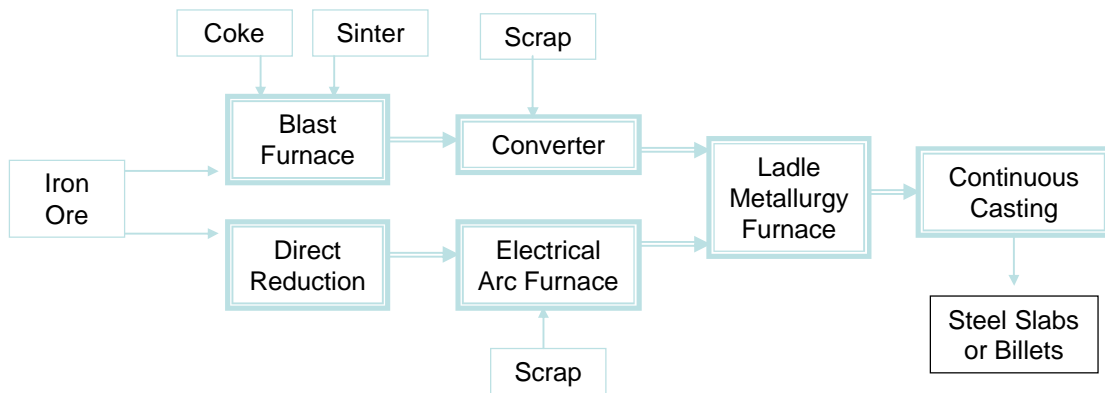 Coke
Sinter
Scrap
Blast
Furnace
Converter
Iron
Ore
Ladle
Metallurgy
Furnace
Continuous
Casting
Direct
Reduction
Electrical
Arc Furnace
Steel Slabs
or Billets
Scrap